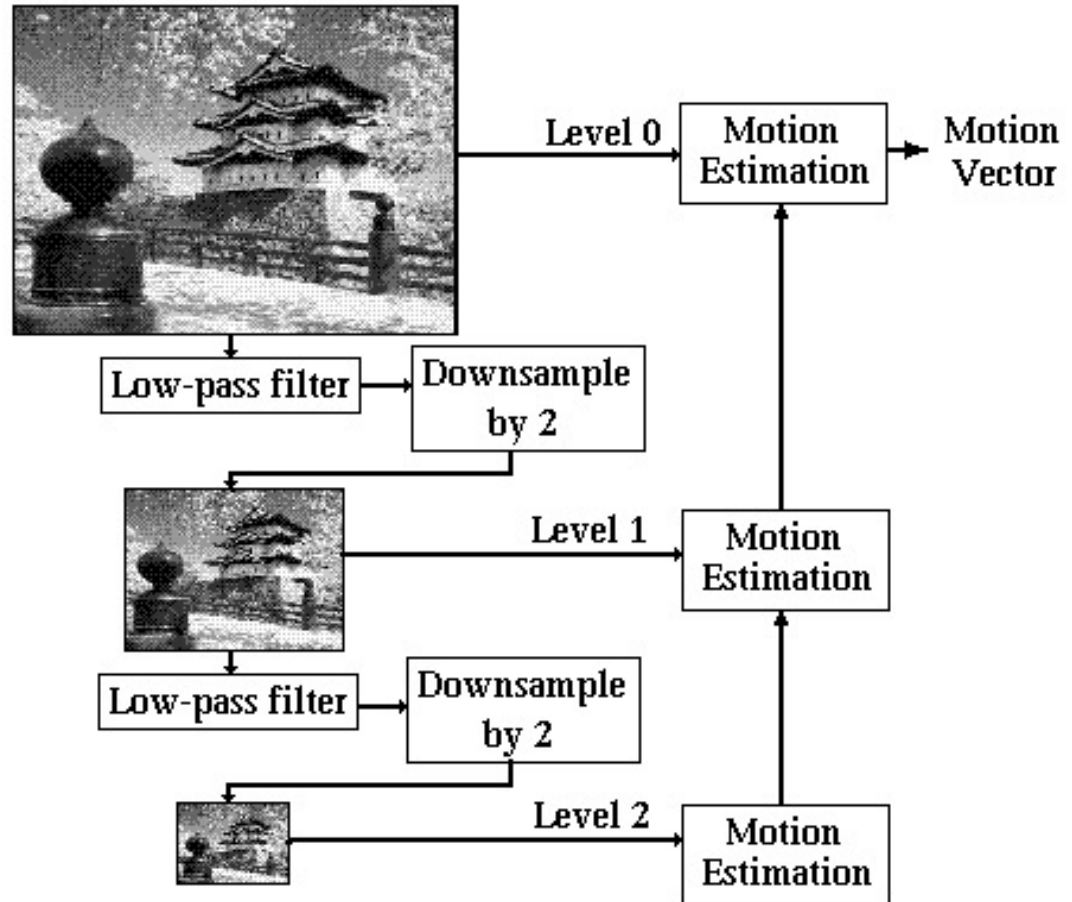 Level 0
Motion
Estimation
Motion
Vector
Low-pass filter
Downsample
by 2
Level 1
Motion
Estimation
Low-pass filter
Downsample
by 2
Level 2
Motion
Estimation